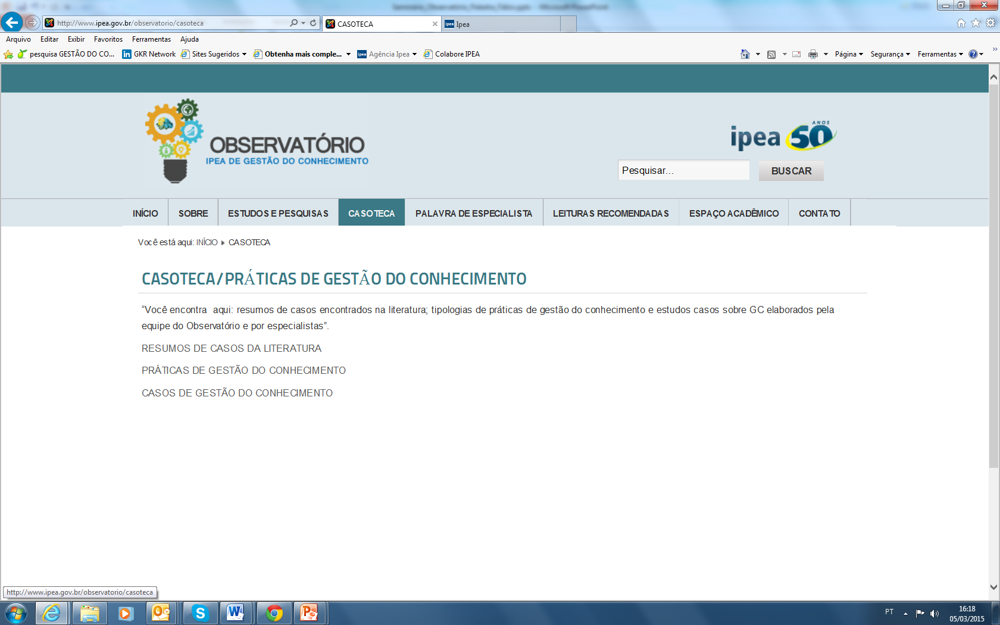 Seminario_Observatório_Palestra_Fabio.pptx - Microsoft PowerPoint
http://www.ipea.gov.br/observatorio/casoteca
CASOTECA
Ipea
Arquivo Editar Exibir Favoritos Ferramentas Ajuda
pesquisa GESTÃO DO CO... GKR Network Sites Sugeridos Obtenha mais comple... Agência Ipea Colabore IPEA
Página Segurança Ferramentas
OBSERVATÓRIO
IPEA DE GESTÃO DO CONHECIMENTO
ipea 50 ANOS
Pesquisar... BUSCAR
INÍCIO SOBRE ESTUDOS E PESQUISAS CASOTECA PALAVRA DE ESPECIALISTA LEITURAS RECOMENDADAS ESPAÇO ACADÊMICO CONTATO
Você está aqui: INÍCIO CASOTECA
CASOTECA/PRÁTICAS DE GESTÃO DO CONHECIMENTO
“Você encontra aqui: resumos de casos encontrados na literatura; tipologias de práticas de gestão do conhecimento e estudos casos sobre GC elaborados pela
equipe do Observatório e por especialistas”.
RESUMOS DE CASOS DA LITERATURA
PRÁTICAS DE GESTÃO DO CONHECIMENTO
CASOS DE GESTÃO DO CONHECIMENTO
http://www.ipea.gov.br/observatorio/casoteca
PT
16:18
05/03/2015